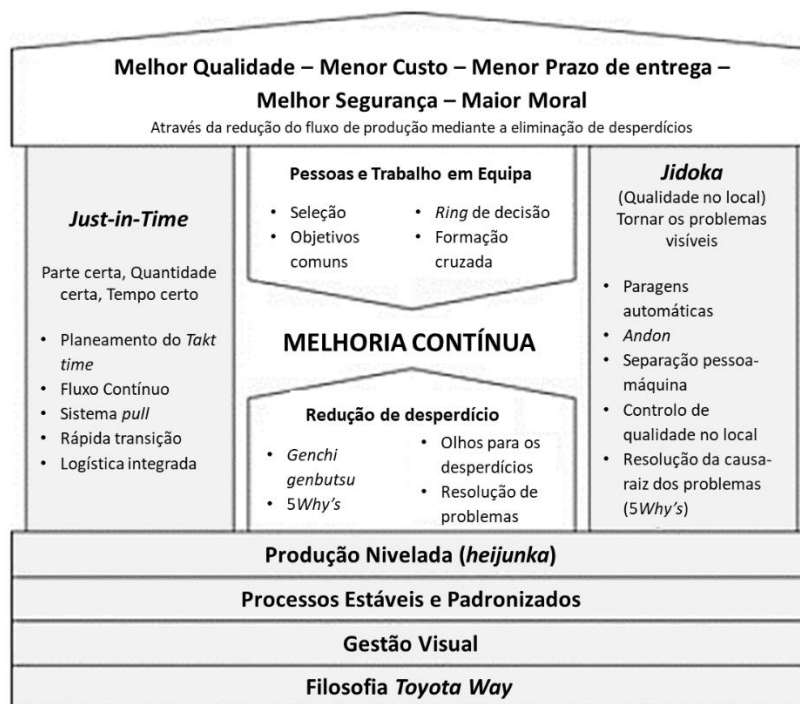 Melhor Qualidade – Menor Custo – Menor Prazo de entrega –
Melhor Segurança – Maior Moral
Através da redução do fluxo de produção mediante a eliminação de desperdícios
Just-in-Time
Parte certa, Quantidade
certa, Tempo certo
• Planeamento do Takt
time
• Fluxo Contínuo
• Sistema pull
• Rápida transição
• Logística integrada
Pessoas e Trabalho em Equipa
• Seleção
• Objetivos
comuns
• Ring de decisão
• Formação
cruzada
MELHORIA CONTÍNUA
Redução de desperdício
• Genchi
genbutsu
• 5Why's
• Olhos para os
desperdícios
• Resolução de
problemas
Jidoka
(Qualidade no local)
Tornar os problemas
visíveis
• Paragens
automáticas
• Andon
• Separação pessoa-
máquina
• Controlo de
qualidade no local
• Resolução da causa-
raiz dos problemas
(5Why's)
Produção Nivelada (heijunka)
Processos Estáveis e Padronizados
Gestão Visual
Filosofia Toyota Way